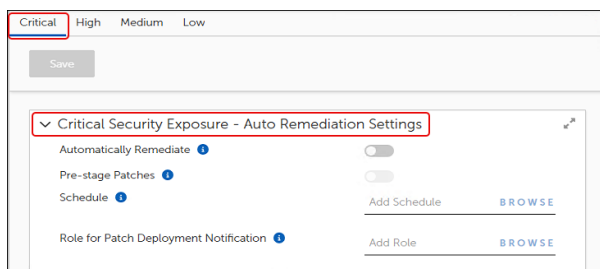 Critical High Medium Low
Save
Critical Security Exposure - Auto Remediation Settings
Automatically Remediate
Pre-stage Patches
Schedule Add Schedule BROWSE
Role for Patch Deployment Notification Add Role BROWSE